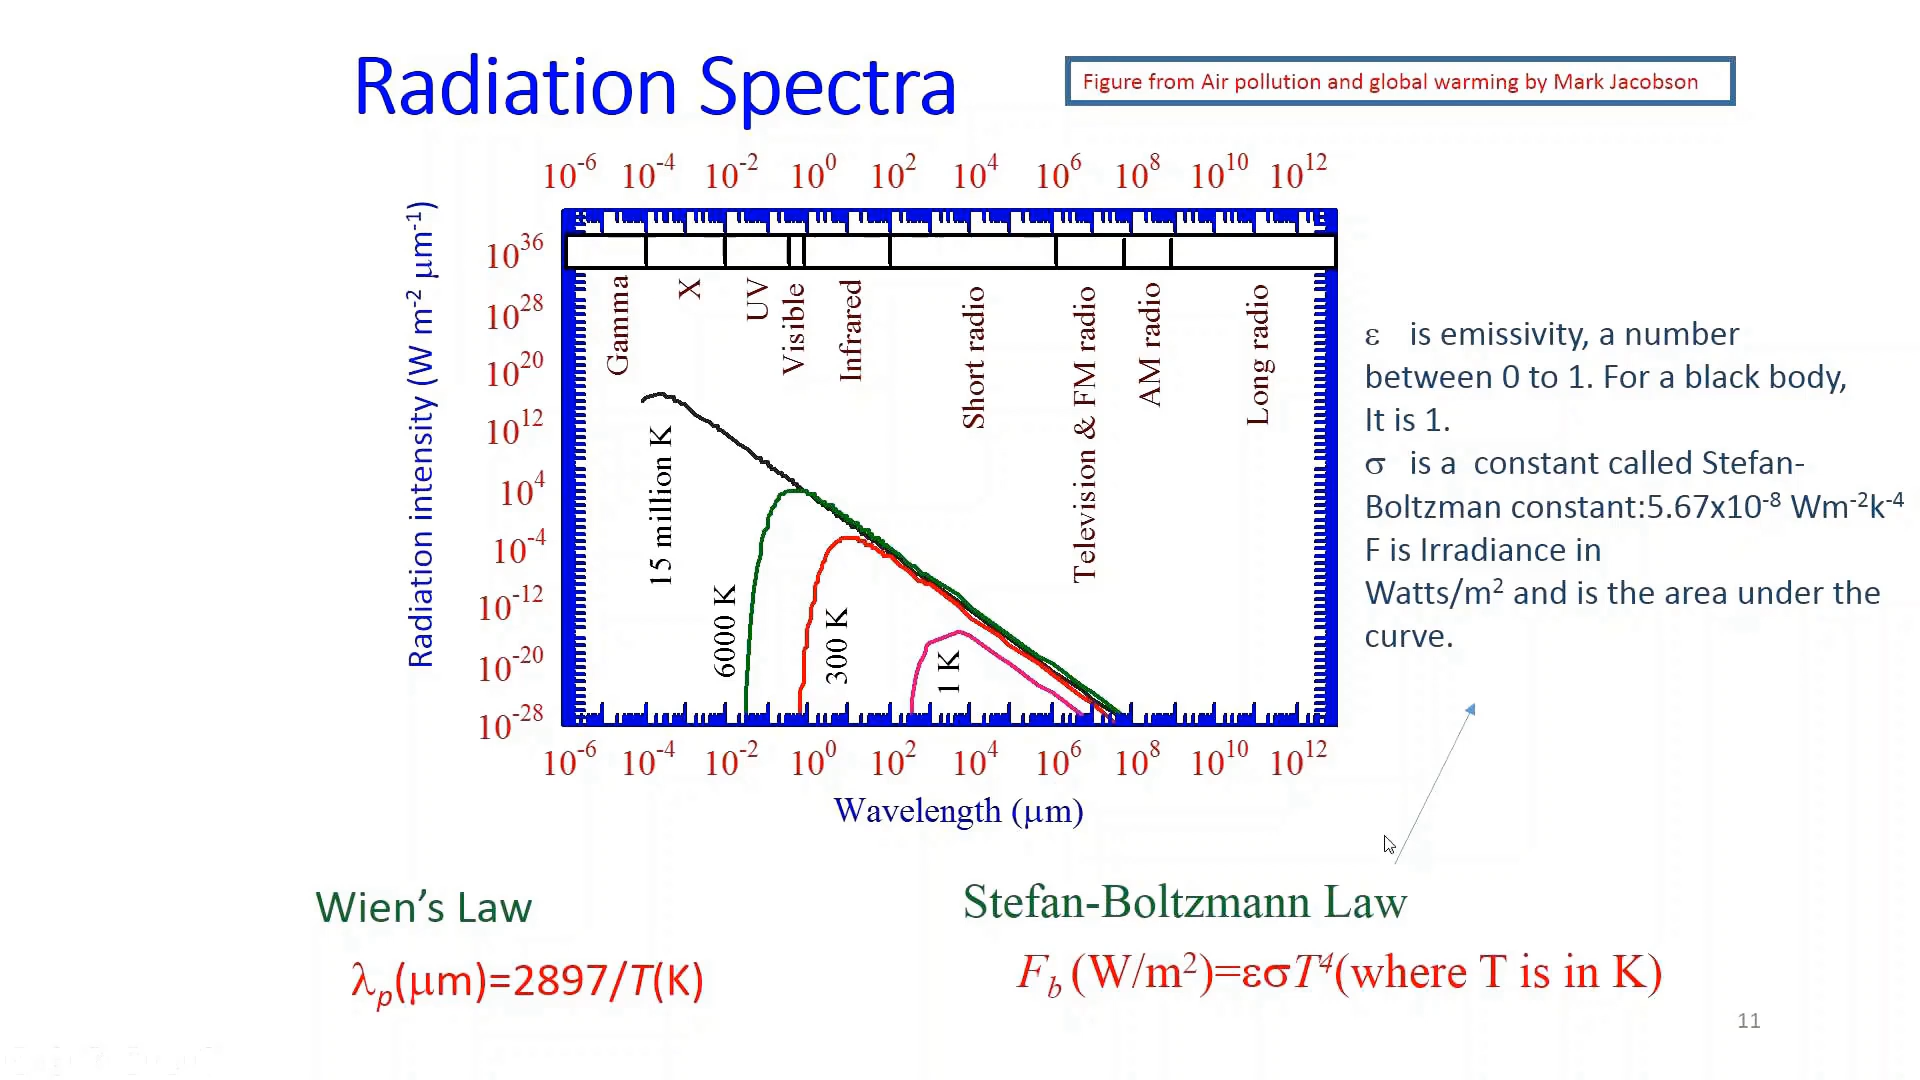 Radiation Spectra
Figure from Air pollution and global warming by Mark Jacobson
10⁻⁶ 10⁻⁴ 10⁻² 10⁰ 10² 10⁴ 10⁶ 10⁸ 10¹⁰ 10¹²
Radiation intensity (W m⁻² μm⁻¹)
10³⁶
10²⁸
10²⁰
10¹²
10⁴
10⁻⁴
10⁻¹²
10⁻²⁰
10⁻²⁸
Gamma
X
UV
Visible
Infrared
Short radio
Television & FM radio
AM radio
Long radio
15 million K
6000 K
300 K
1 K
10⁻⁶ 10⁻⁴ 10⁻² 10⁰ 10² 10⁴ 10⁶ 10⁸ 10¹⁰ 10¹²
Wavelength (μm)
ε is emissivity, a number
between 0 to 1. For a black body,
It is 1.
σ is a constant called Stefan-
Boltzman constant:5.67x10⁻⁸ Wm⁻²k⁻⁴
F is Irradiance in
Watts/m² and is the area under the
curve.
Wien’s Law
λₚ(μm)=2897/T(K)
Stefan-Boltzmann Law
F_b (W/m²)=εσT⁴(where T is in K)
11